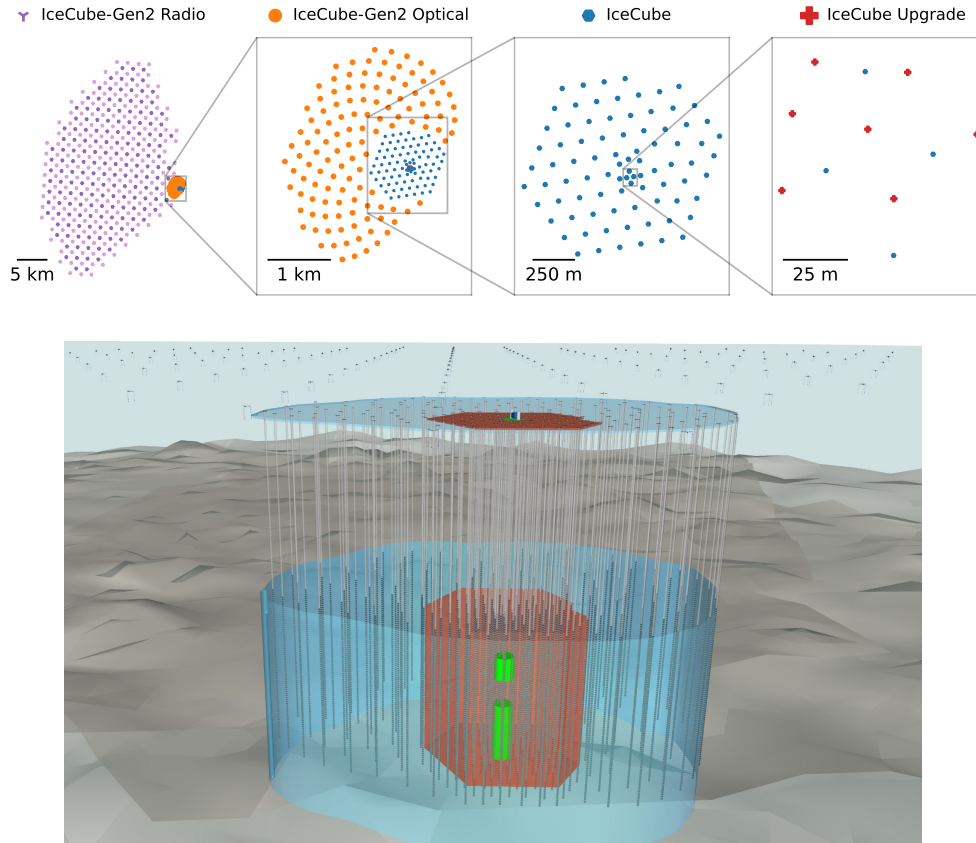 IceCube-Gen2 Radio
IceCube-Gen2 Optical
IceCube
IceCube Upgrade
5 km
1 km
250 m
25 m